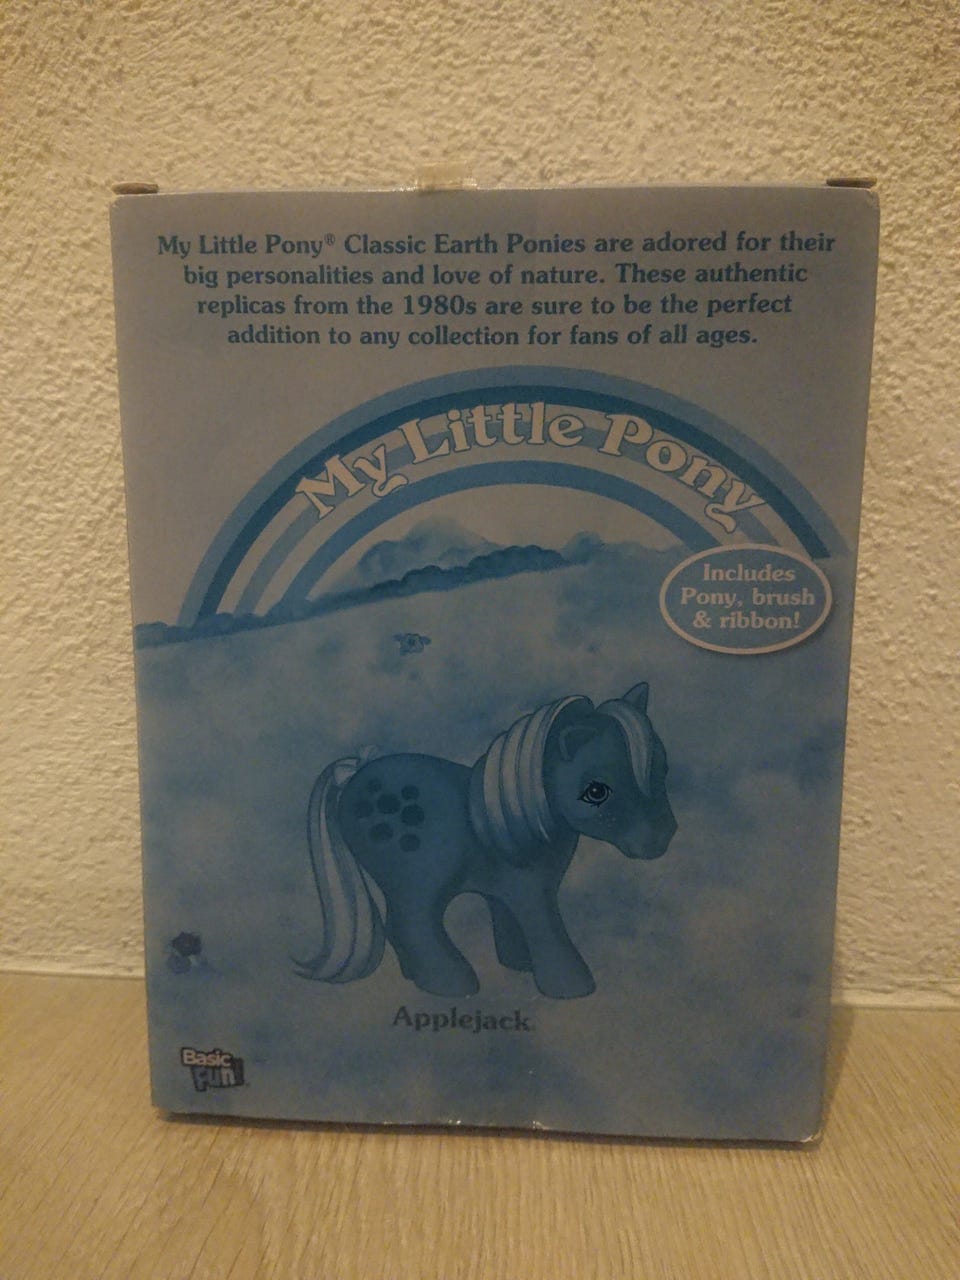 My Little Pony® Classic Earth Ponies are adored for their
big personalities and love of nature. These authentic
replicas from the 1980s are sure to be the perfect
addition to any collection for fans of all ages.
My Little Pony
Includes
Pony, brush
& ribbon!
Applejack
Basic
Fun